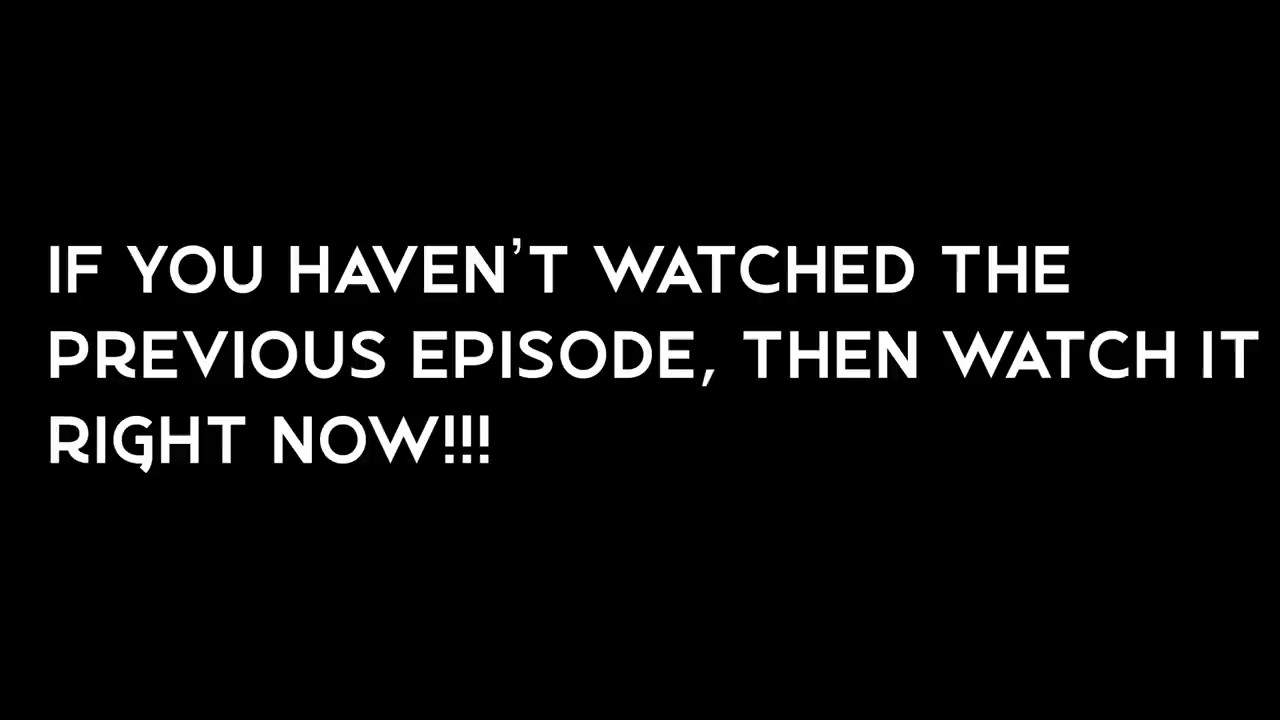 IF YOU HAVEN'T WATCHED THE
PREVIOUS EPISODE, THEN WATCH IT
RIGHT NOW!!!